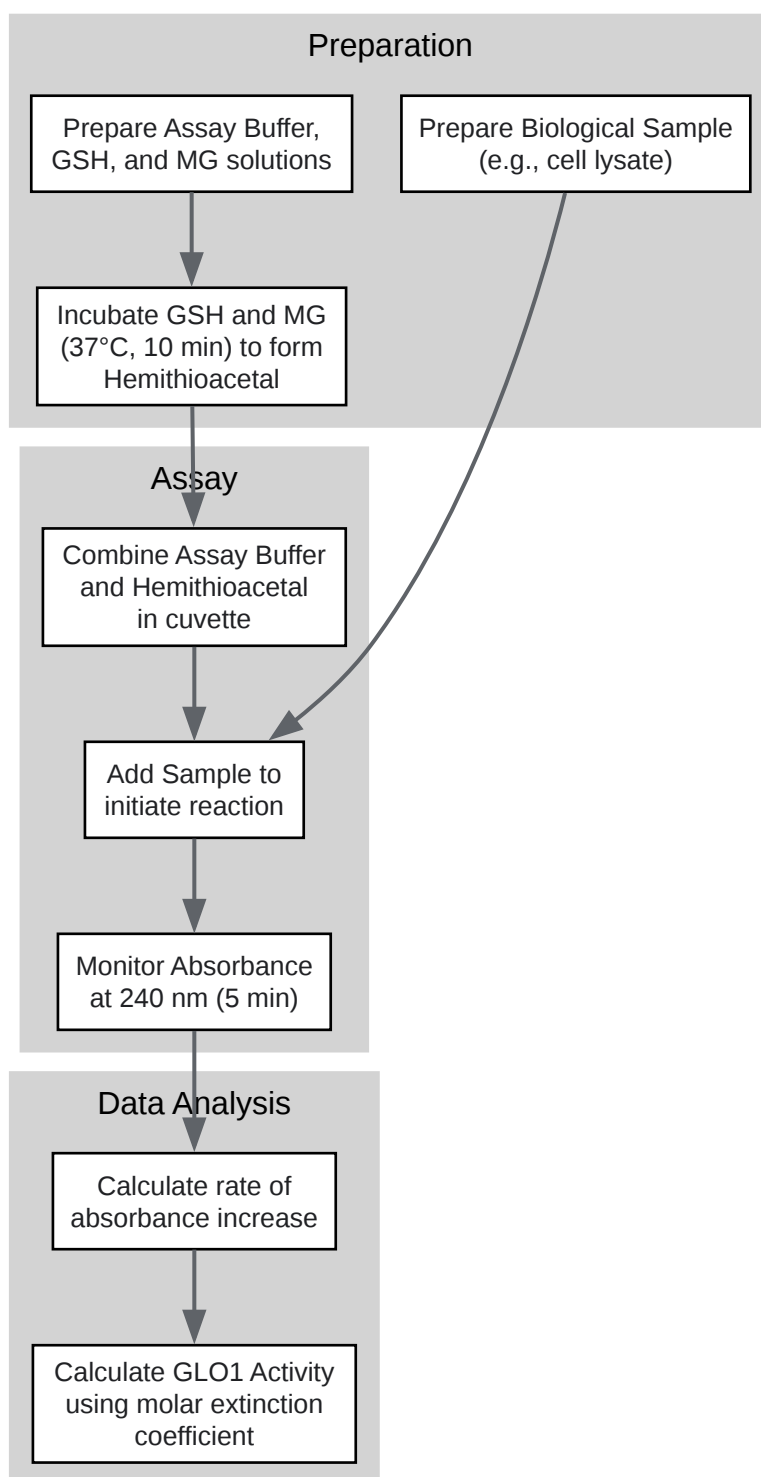 Preparation
Prepare Assay Buffer,
GSH, and MG solutions
Prepare Biological Sample
(e.g., cell lysate)
Incubate GSH and MG
(37°C, 10 min) to form
Hemithioacetal
Assay
Combine Assay Buffer
and Hemithioacetal
in cuvette
Add Sample to
initiate reaction
Monitor Absorbance
at 240 nm (5 min)
Data Analysis
Calculate rate of
absorbance increase
Calculate GLO1 Activity
using molar extinction
coefficient